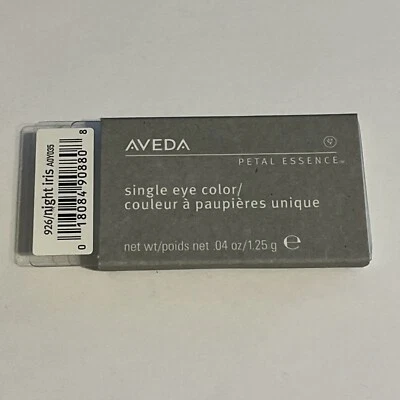 AVEDA
PETAL ESSENCE™
single eye color/
couleur à paupières unique
net wt/poids net .04 oz/1.25 g ℮
926/night iris A0Y035
0 18084 90880 8